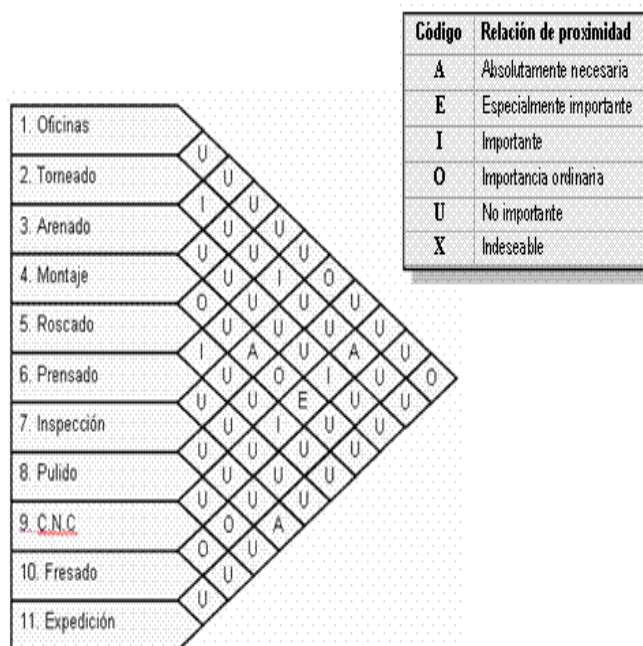 Código Relación de proximidad
A Absolutamente necesaria
E Especialmente importante
I Importante
O Importancia ordinaria
U No importante
X Indeseable
1. Oficinas
U
2. Torneado U
I U
3. Arenado U U
U U U
4. Montaje U I O
O U U U
5. Roscado U U U U
I A U A U
6. Prensado U O I U O
U U E U U
7. Inspección U I U U
U U U U
8. Pulido U U U
U U U
9. C.N.C O A
O U
10. Fresado U
U
11. Expedición